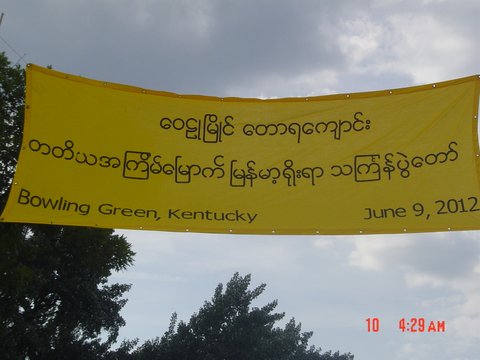 ဝေဠုမြိုင် တောရကျောင်း
တတိယအကြိမ်မြောက် မြန်မာ့ရိုးရာ သင်္ကြန်ပွဲတော်
Bowling Green, Kentucky June 9, 2012
10 4:29 AM